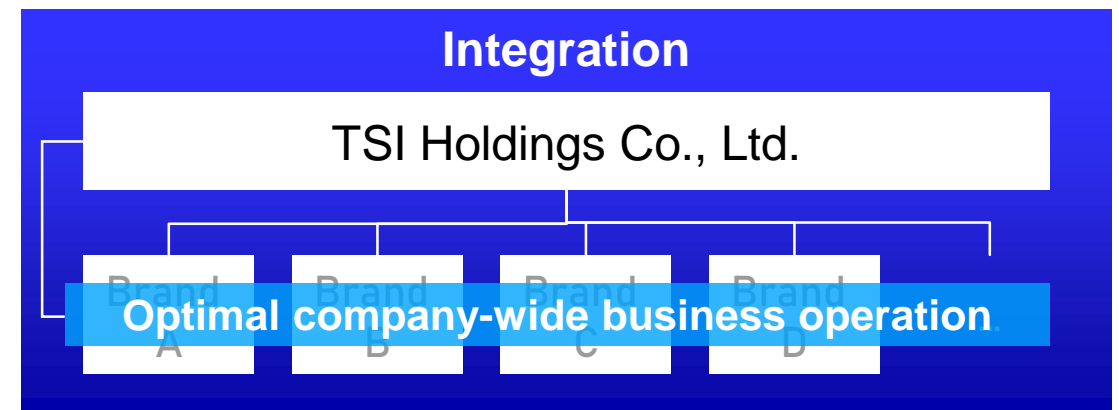 Integration
TSI Holdings Co., Ltd.
Brand A
Brand B
Brand C
Brand D
Optimal company-wide business operation